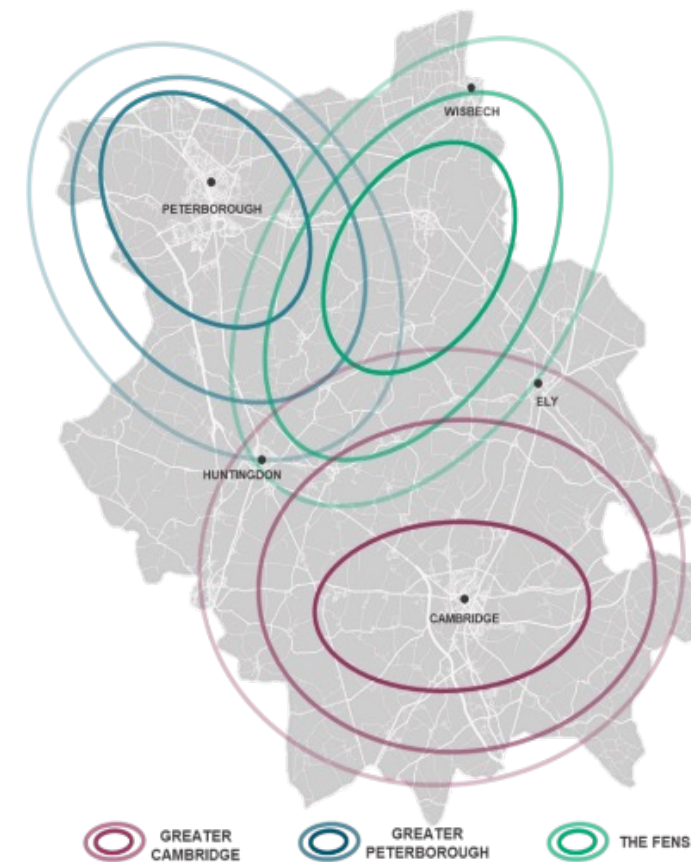 WISBECH
PETERBOROUGH
ELY
HUNTINGDON
CAMBRIDGE
GREATER
CAMBRIDGE
GREATER
PETERBOROUGH
THE FENS